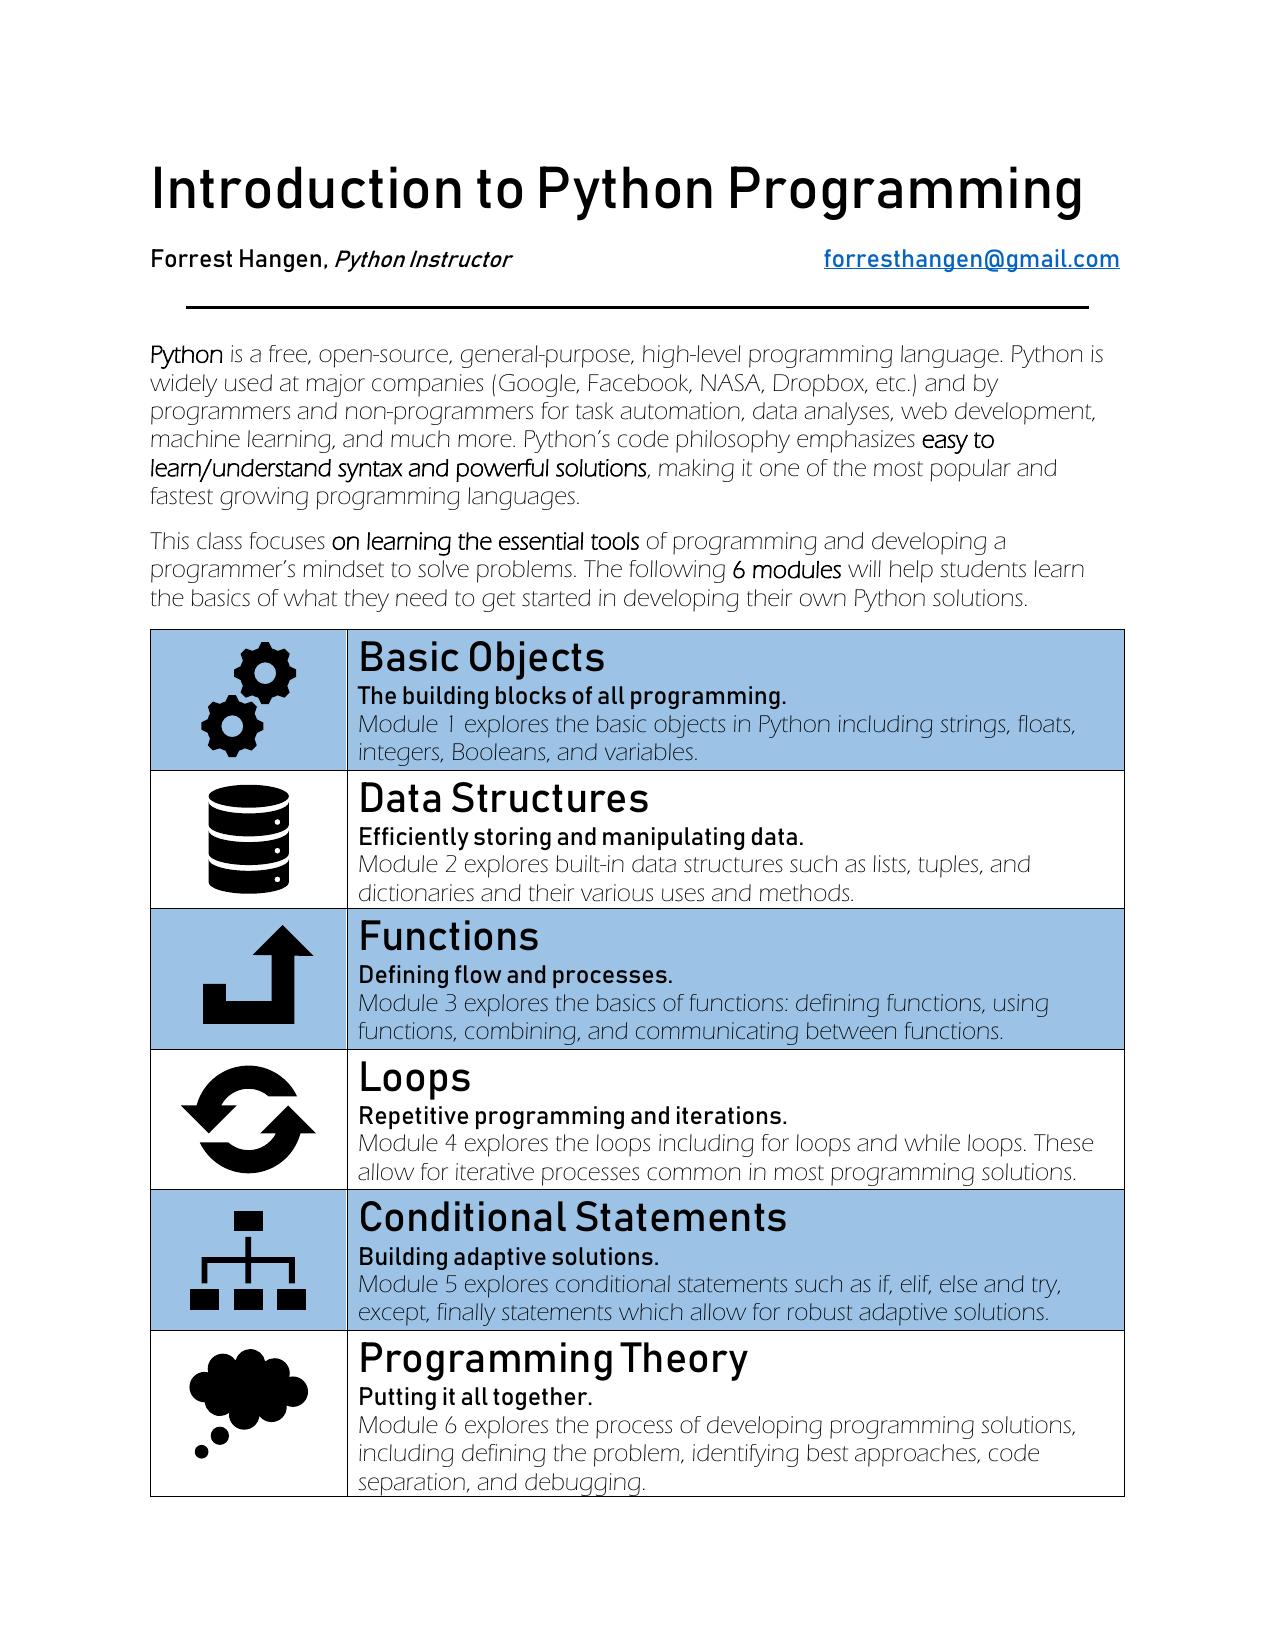 Introduction to Python Programming
Forrest Hangen, Python Instructor forresthangen@gmail.com
Python is a free, open-source, general-purpose, high-level programming language. Python is
widely used at major companies (Google, Facebook, NASA, Dropbox, etc.) and by
programmers and non-programmers for task automation, data analyses, web development,
machine learning, and much more. Python’s code philosophy emphasizes easy to
learn/understand syntax and powerful solutions, making it one of the most popular and
fastest growing programming languages.
This class focuses on learning the essential tools of programming and developing a
programmer’s mindset to solve problems. The following 6 modules will help students learn
the basics of what they need to get started in developing their own Python solutions.
Basic Objects
The building blocks of all programming.
Module 1 explores the basic objects in Python including strings, floats,
integers, Booleans, and variables.
Data Structures
Efficiently storing and manipulating data.
Module 2 explores built-in data structures such as lists, tuples, and
dictionaries and their various uses and methods.
Functions
Defining flow and processes.
Module 3 explores the basics of functions: defining functions, using
functions, combining, and communicating between functions.
Loops
Repetitive programming and iterations.
Module 4 explores the loops including for loops and while loops. These
allow for iterative processes common in most programming solutions.
Conditional Statements
Building adaptive solutions.
Module 5 explores conditional statements such as if, elif, else and try,
except, finally statements which allow for robust adaptive solutions.
Programming Theory
Putting it all together.
Module 6 explores the process of developing programming solutions,
including defining the problem, identifying best approaches, code
separation, and debugging.